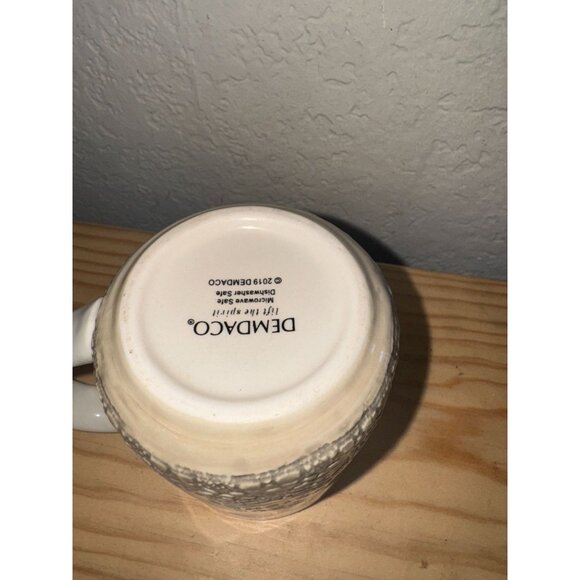 DEMDACO®
lift the spirit
Microwave Safe
Dishwasher Safe
© 2019 DEMDACO